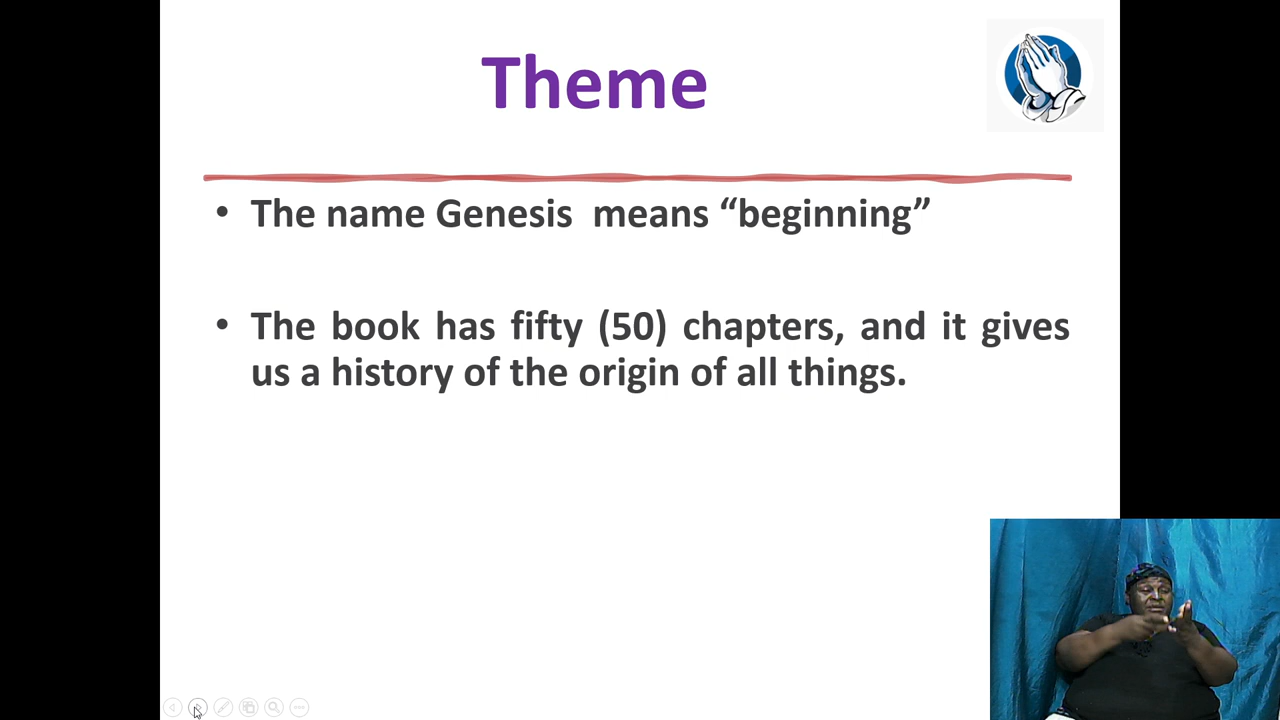 Theme
• The name Genesis  means “beginning”
• The book has fifty (50) chapters, and it gives
us a history of the origin of all things.